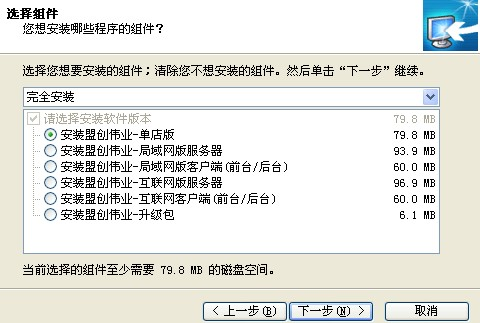 选择组件
您想安装哪些程序的组件？
选择您想要安装的组件；清除您不想安装的组件。然后单击“下一步”继续。
完全安装
请选择安装软件版本 79.8 MB
安装盟创伟业-单店版 79.8 MB
安装盟创伟业-局域网版服务器 93.9 MB
安装盟创伟业-局域网版客户端(前台/后台) 60.0 MB
安装盟创伟业-互联网版服务器 96.9 MB
安装盟创伟业-互联网客户端(前台/后台) 60.0 MB
安装盟创伟业-升级包 6.1 MB
当前选择的组件至少需要 79.8 MB 的磁盘空间。
< 上一步(B) 下一步(N) > 取消